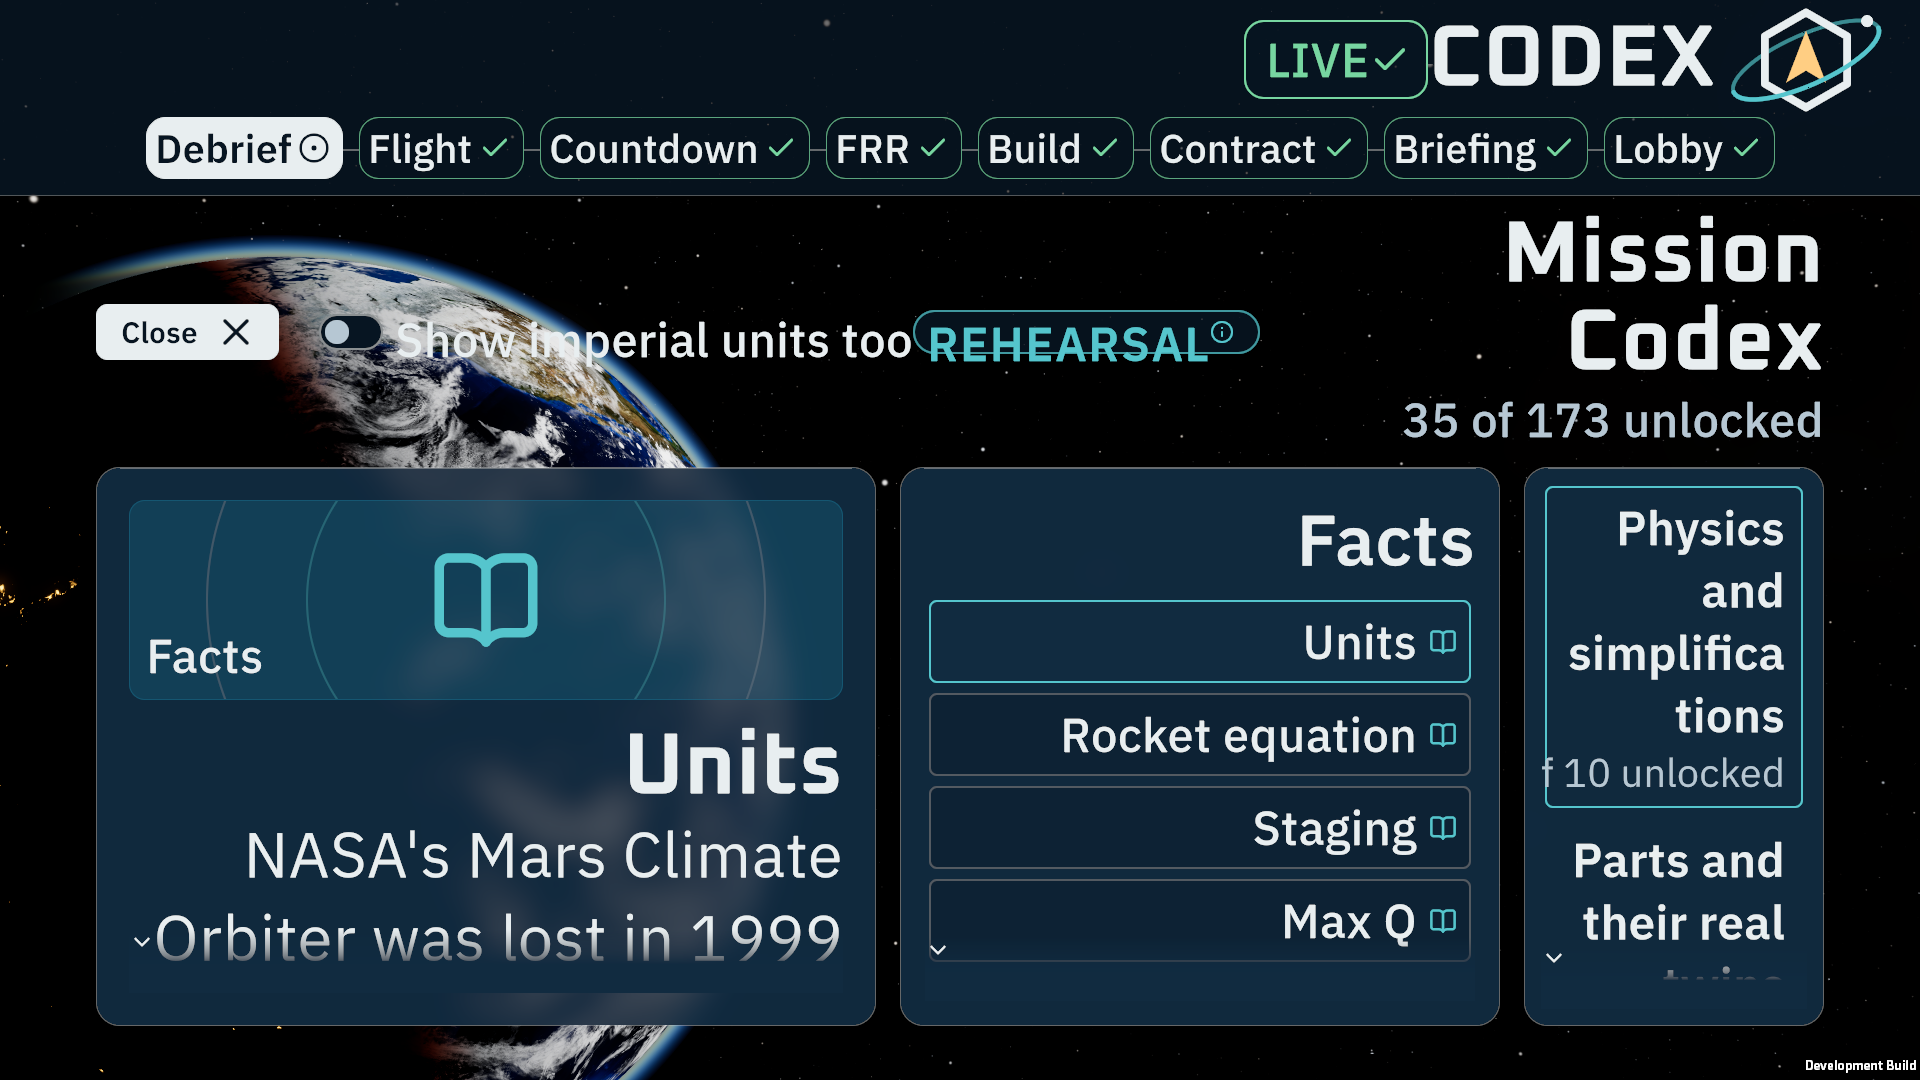 LIVE
CODEX
Debrief
Flight
Countdown
FRR
Build
Contract
Briefing
Lobby
Mission
Codex
35 of 173 unlocked
Close
Show imperial units too
REHEARSAL
Facts
Units
NASA's Mars Climate
Orbiter was lost in 1999
Facts
Units
Rocket equation
Staging
Max Q
Physics
and
simplifica
tions
f 10 unlocked
Parts and
their real
Development Build